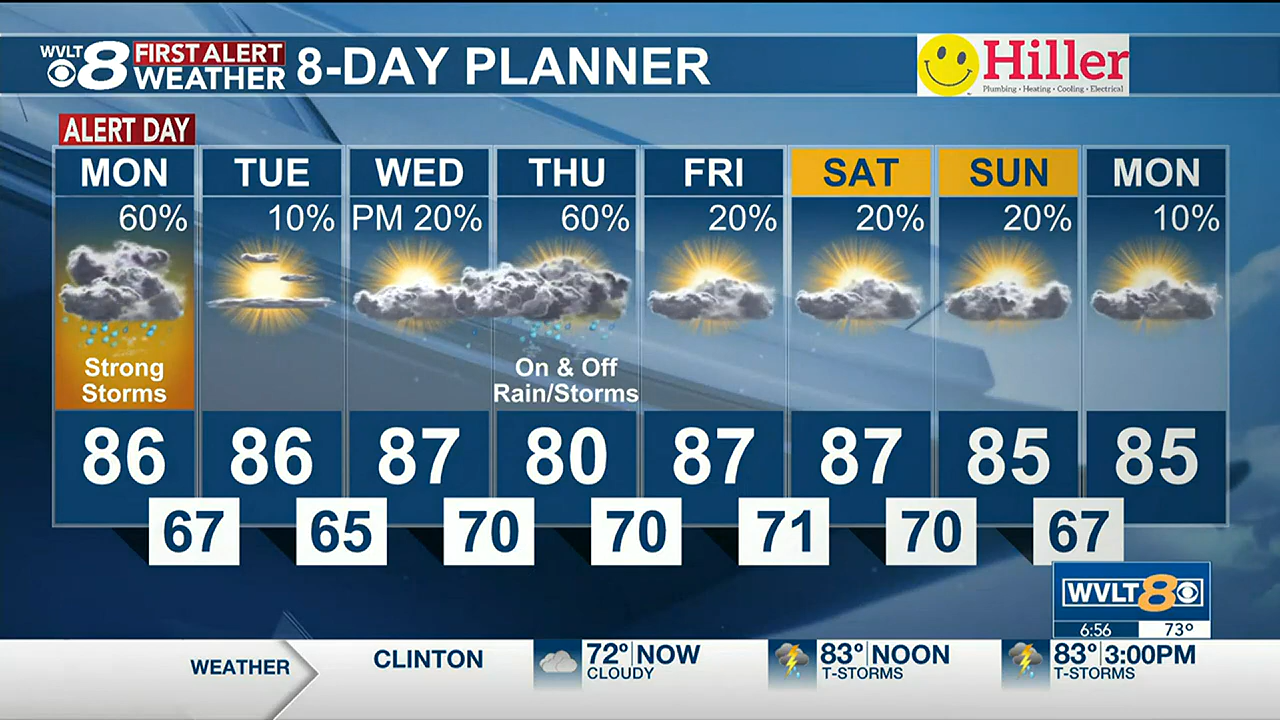 WVLT 8 FIRST ALERT WEATHER 8-DAY PLANNER
Hiller
Plumbing • Heating • Cooling • Electrical
ALERT DAY
MON TUE WED THU FRI SAT SUN MON
60% 10% PM 20% 60% 20% 20% 20% 10%
Strong
Storms
On & Off
Rain/Storms
86 86 87 80 87 87 85 85
67 65 70 70 71 70 67
WVLT 8
6:56 73°
WEATHER
CLINTON
72° NOW
CLOUDY
83° NOON
T-STORMS
83° 3:00PM
T-STORMS